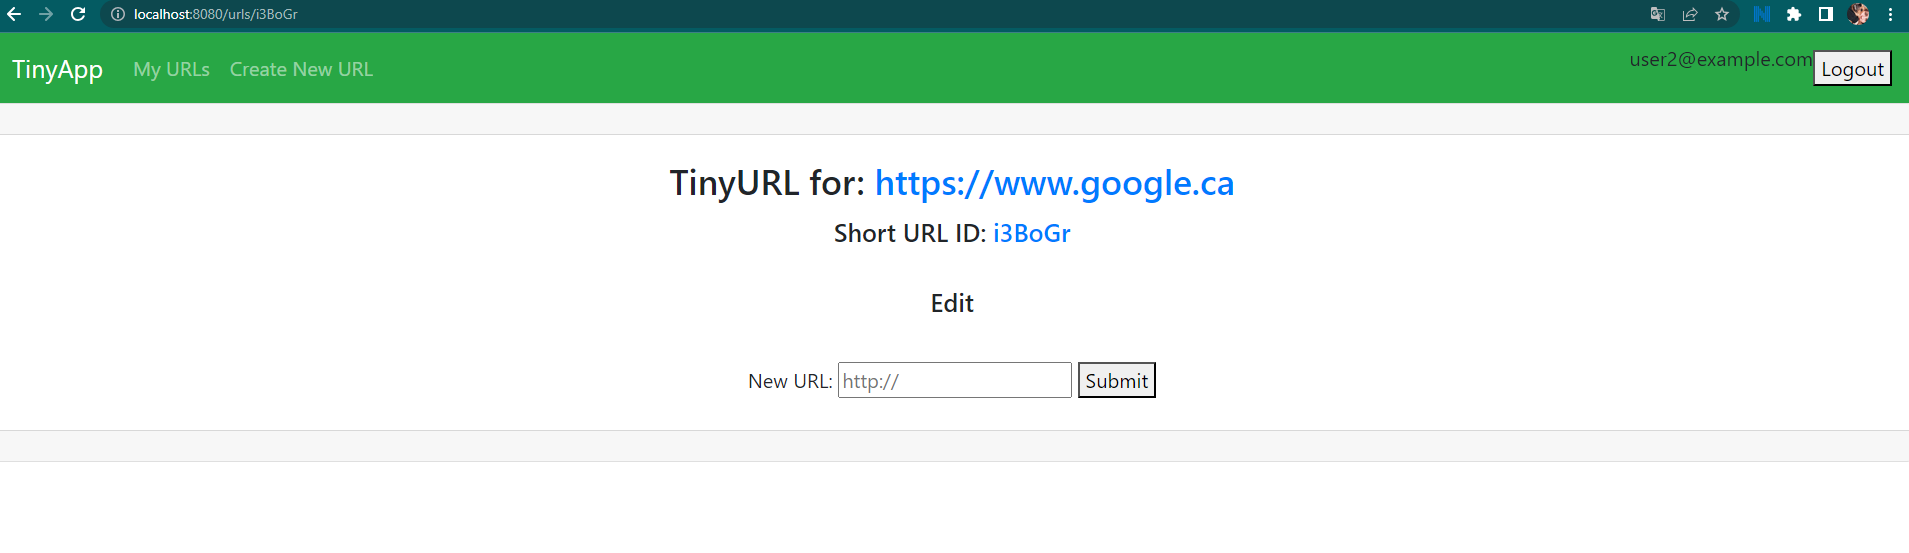 localhost:8080/urls/i3BoGr
TinyApp My URLs Create New URL user2@example.com Logout
TinyURL for: https://www.google.ca
Short URL ID: i3BoGr
Edit
New URL: http:// Submit